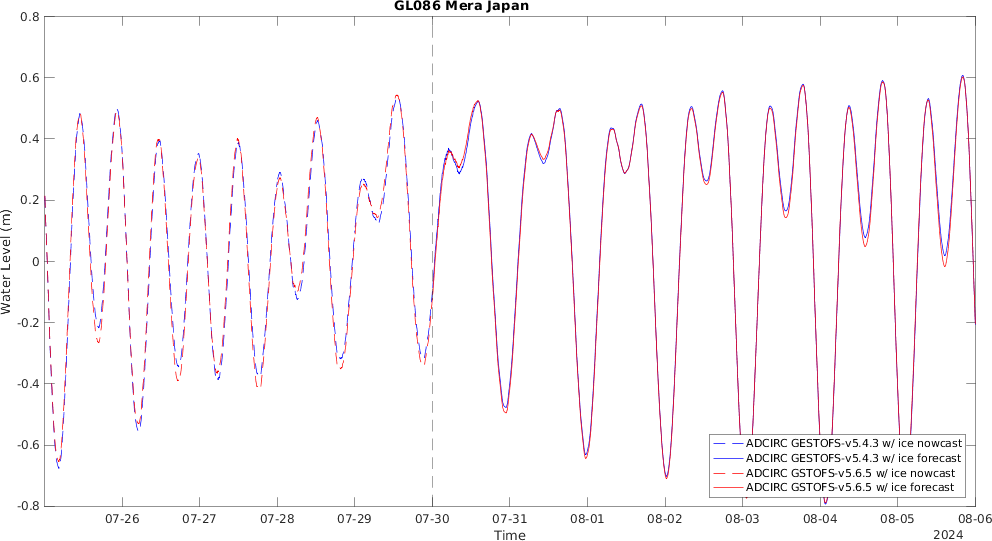 GL086 Mera Japan
0.8
0.6
0.4
0.2
0
-0.2
-0.4
-0.6
-0.8
Water Level (m)
ADCIRC GESTOFS-v5.4.3 w/ ice nowcast
ADCIRC GESTOFS-v5.4.3 w/ ice forecast
ADCIRC GSTOFS-v5.6.5 w/ ice nowcast
ADCIRC GSTOFS-v5.6.5 w/ ice forecast
07-26 07-27 07-28 07-29 07-30 07-31 08-01 08-02 08-03 08-04 08-05 08-06
Time
2024